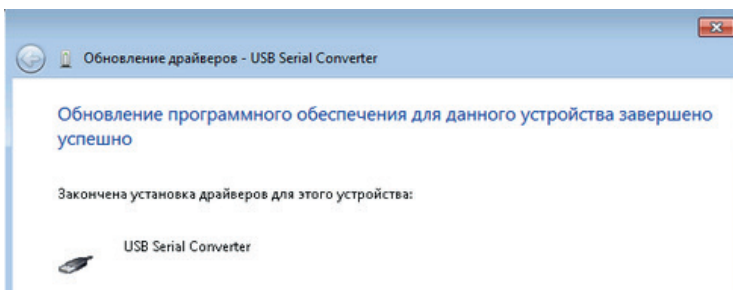 Обновление драйверов - USB Serial Converter
Обновление программного обеспечения для данного устройства завершено
успешно
Закончена установка драйверов для этого устройства:
USB Serial Converter